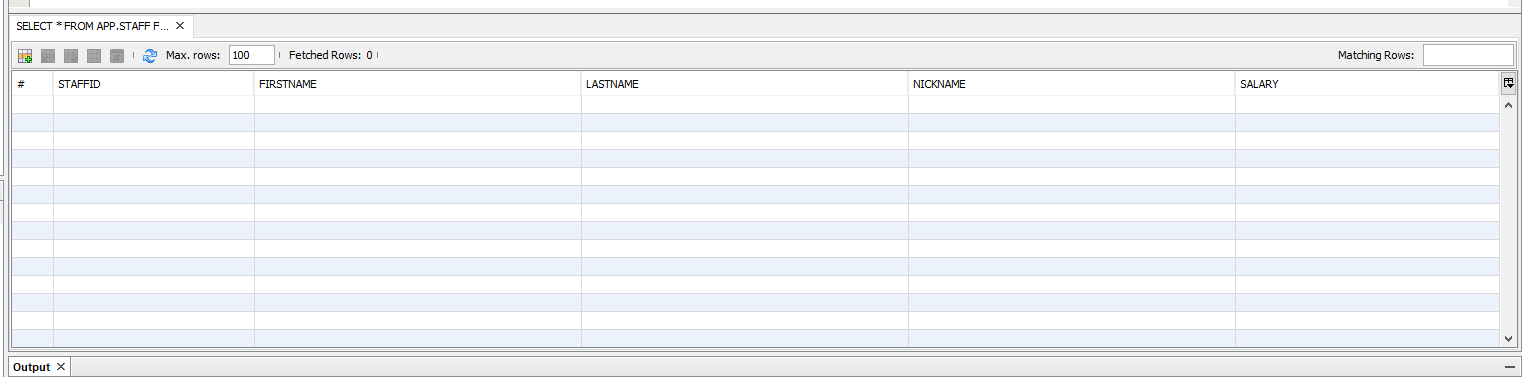 SELECT * FROM APP.STAFF F...
Max. rows: 100 Fetched Rows: 0 Matching Rows:
# STAFFID FIRSTNAME LASTNAME NICKNAME SALARY
Output